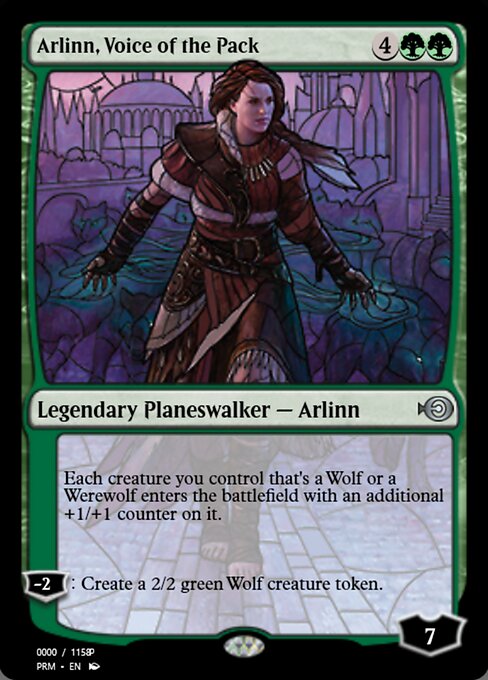 Arlinn, Voice of the Pack 4
Legendary Planeswalker — Arlinn
Each creature you control that's a Wolf or a
Werewolf enters the battlefield with an additional
+1/+1 counter on it.
-2 : Create a 2/2 green Wolf creature token.
7
0000 / 1158P
PRM • EN